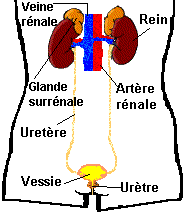 Veine
rénale
Rein
Glande
surrénale
Artère
rénale
Uretère
Vessie
Urètre